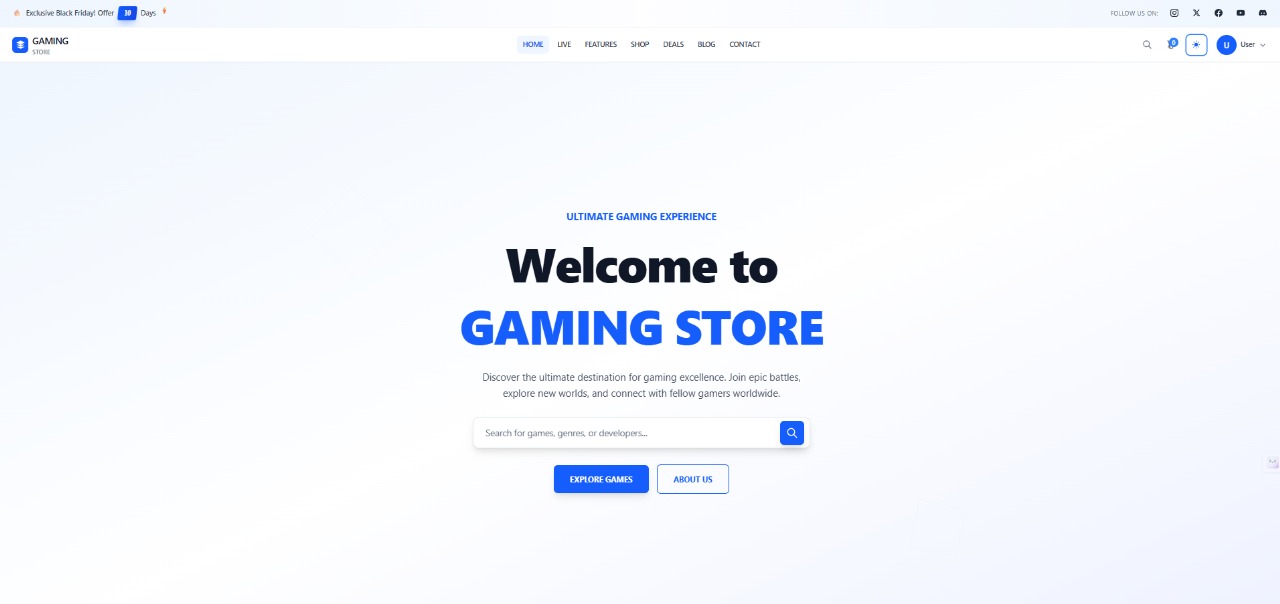 Exclusive Black Friday! Offer 10 Days
FOLLOW US ON:
GAMING
STORE
HOME LIVE FEATURES SHOP DEALS BLOG CONTACT
0
U User
ULTIMATE GAMING EXPERIENCE
Welcome to
GAMING STORE
Discover the ultimate destination for gaming excellence. Join epic battles,
explore new worlds, and connect with fellow gamers worldwide.
Search for games, genres, or developers...
EXPLORE GAMES ABOUT US